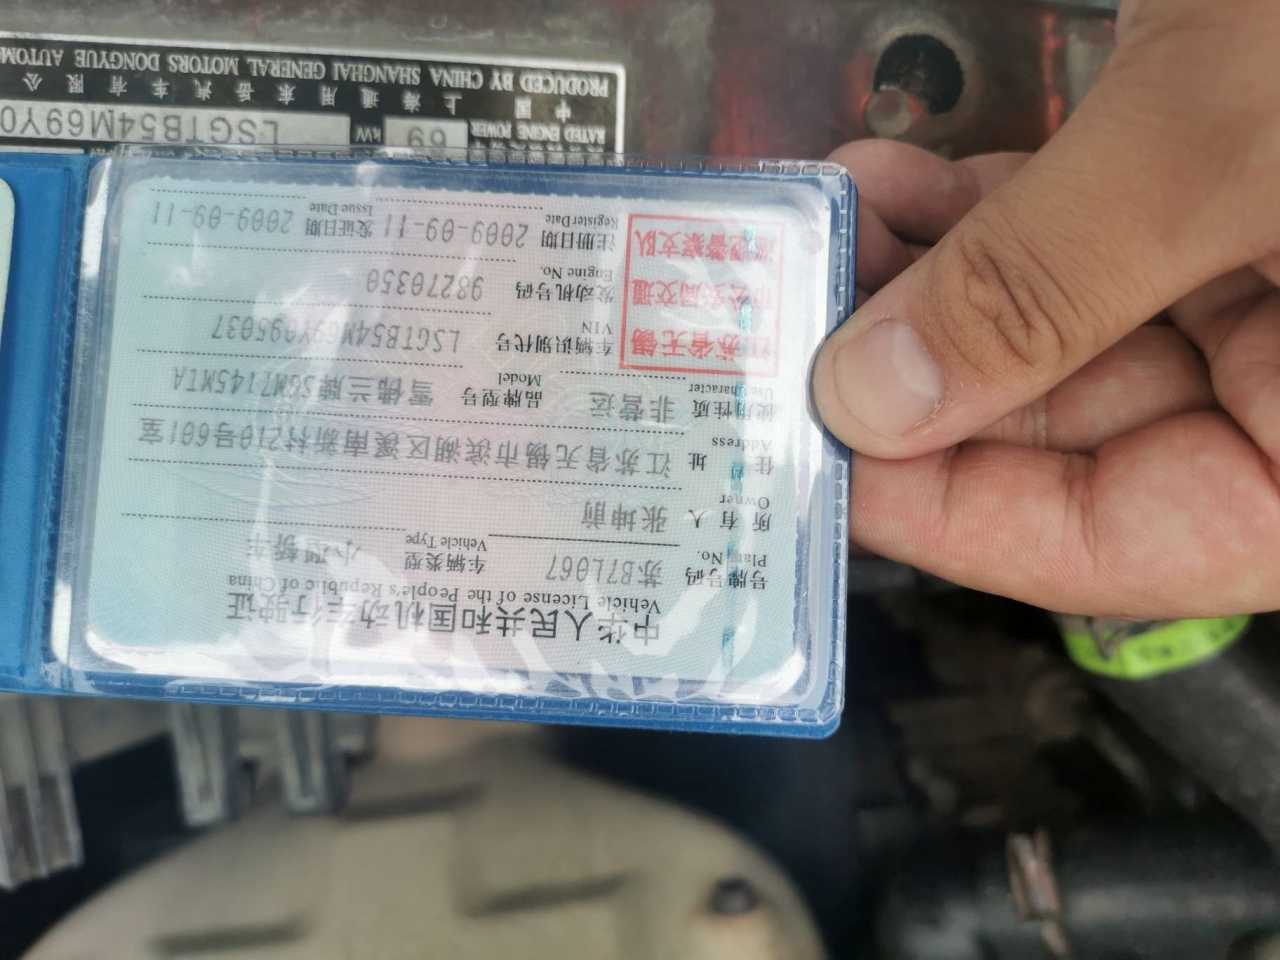 中华人民共和国机动车行驶证
Vehicle License of the People's Republic of China
号牌号码 苏B7L067 车辆类型 小型轿车
Plate No. Vehicle Type
所有人 张坤前
Owner
住址 江苏省无锡市滨湖区溪南新村210号601室
Address
使用性质 非营运 品牌型号 雪佛兰牌SGM7145MTA
Use Character Model
江苏省无锡
市公安局交通
巡逻警察支队
车辆识别代号 LSGTB54M69Y095037
VIN
发动机号码 98270350
Engine No.
注册日期 2009-09-11 发证日期 2009-09-11
Register Date Issue Date
LSGTB54M69Y0
69 kW
RATED ENGINE POWER
中国 上海通用东岳汽车有限公
PRODUCED BY CHINA SHANGHAI GENERAL MOTORS DONGYUE AUTOM